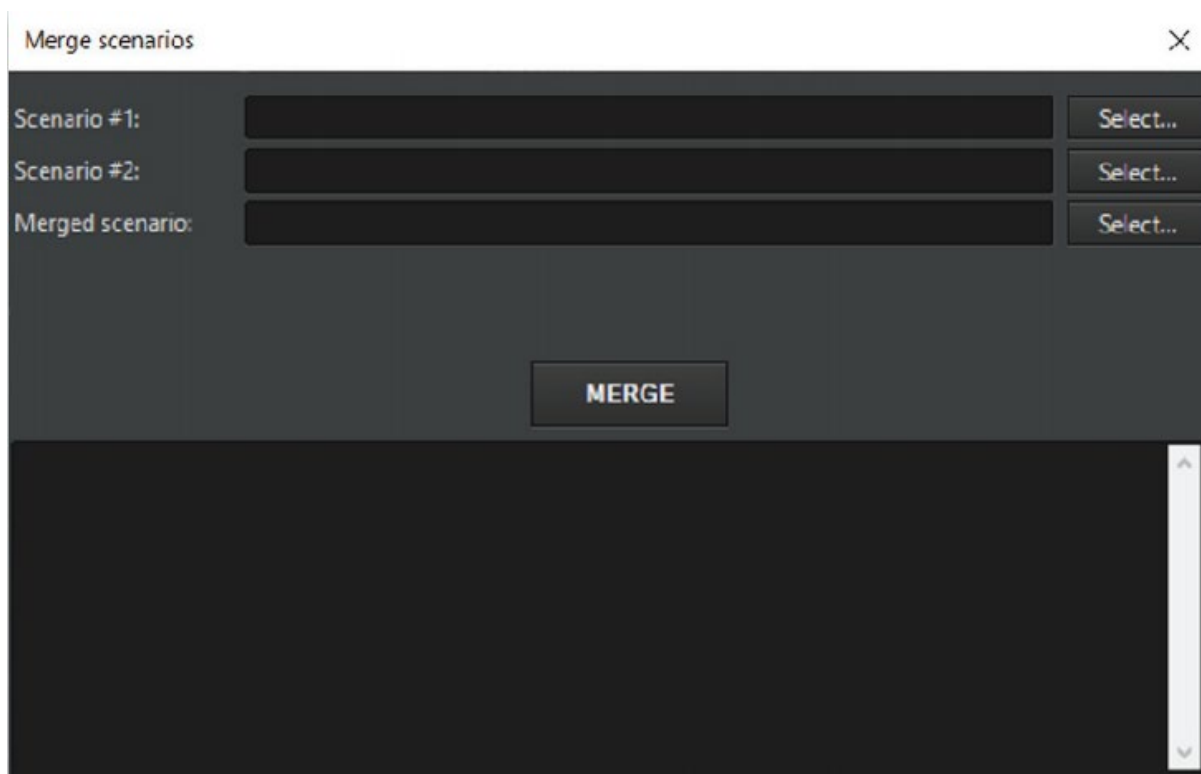 Merge scenarios
Scenario #1: Select...
Scenario #2: Select...
Merged scenario: Select...
MERGE